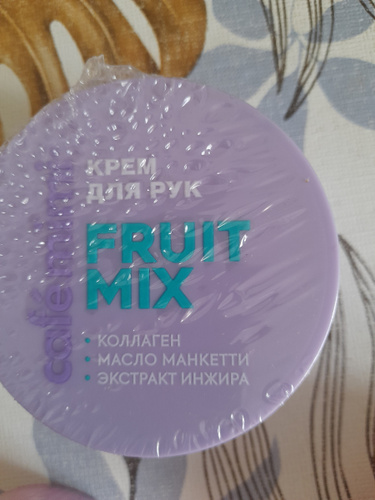 café mimi
КРЕМ
ДЛЯ РУК
FRUIT
MIX
• КОЛЛАГЕН
• МАСЛО МАНКЕТТИ
• ЭКСТРАКТ ИНЖИРА